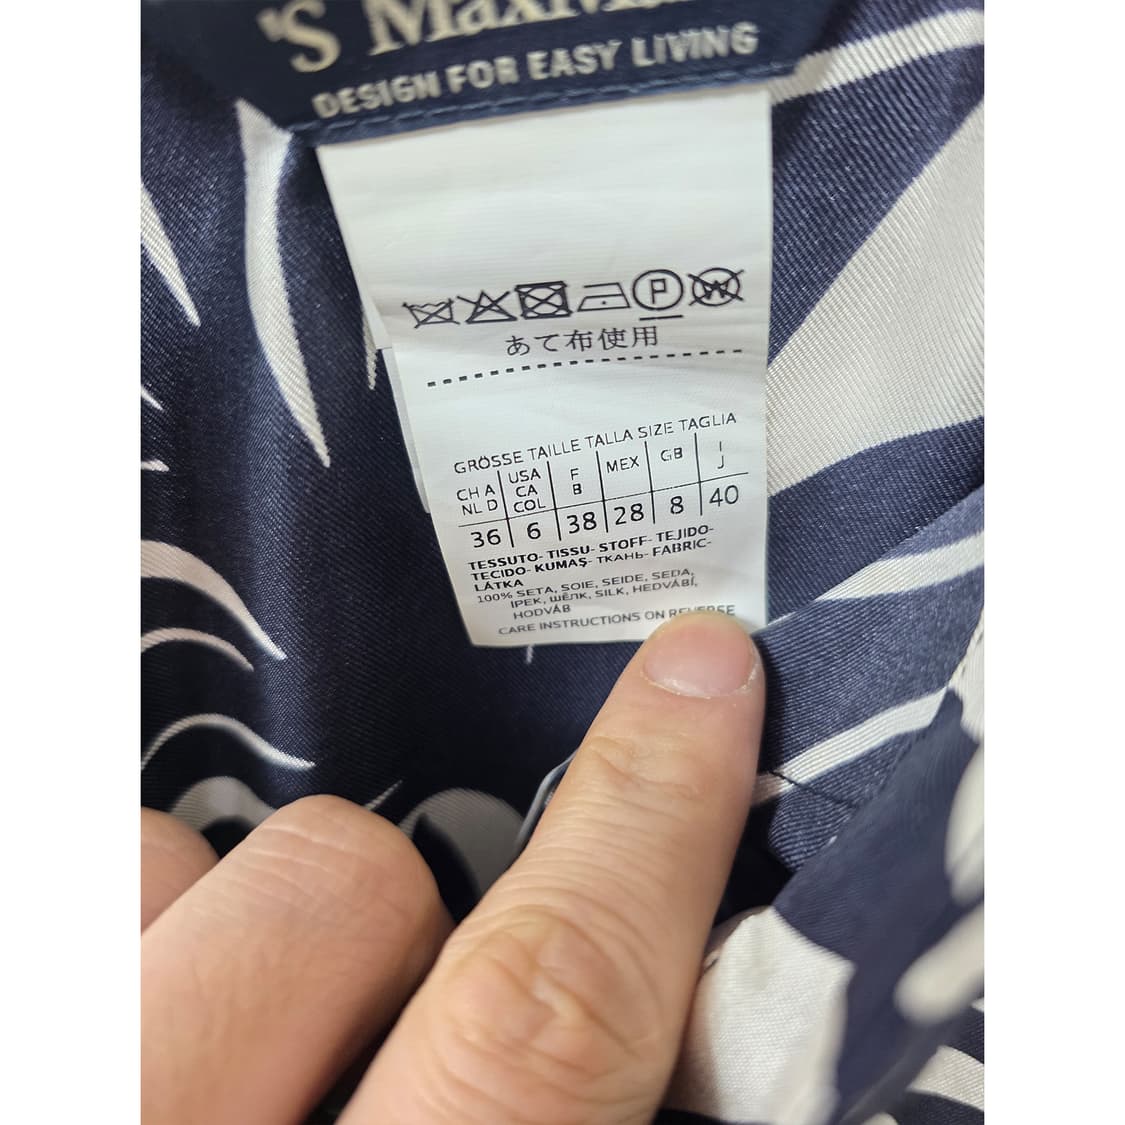 'S MaxMa
DESIGN FOR EASY LIVING
P W
あて布使用
GRÖSSE TAILLE TALLA SIZE TAGLIA
CH A NL D USA CA COL F B MEX GB I J
36 6 38 28 8 40
TESSUTO- TISSU- STOFF- TEJIDO-
TECIDO- KUMAŞ- ТКАНЬ- FABRIC-
LÁTKA
100% SETA, SOIE, SEIDE, SEDA,
IPEK, ШЁЛК, SILK, HEDVÁBÍ,
HODVÁB
CARE INSTRUCTIONS ON REVERSE